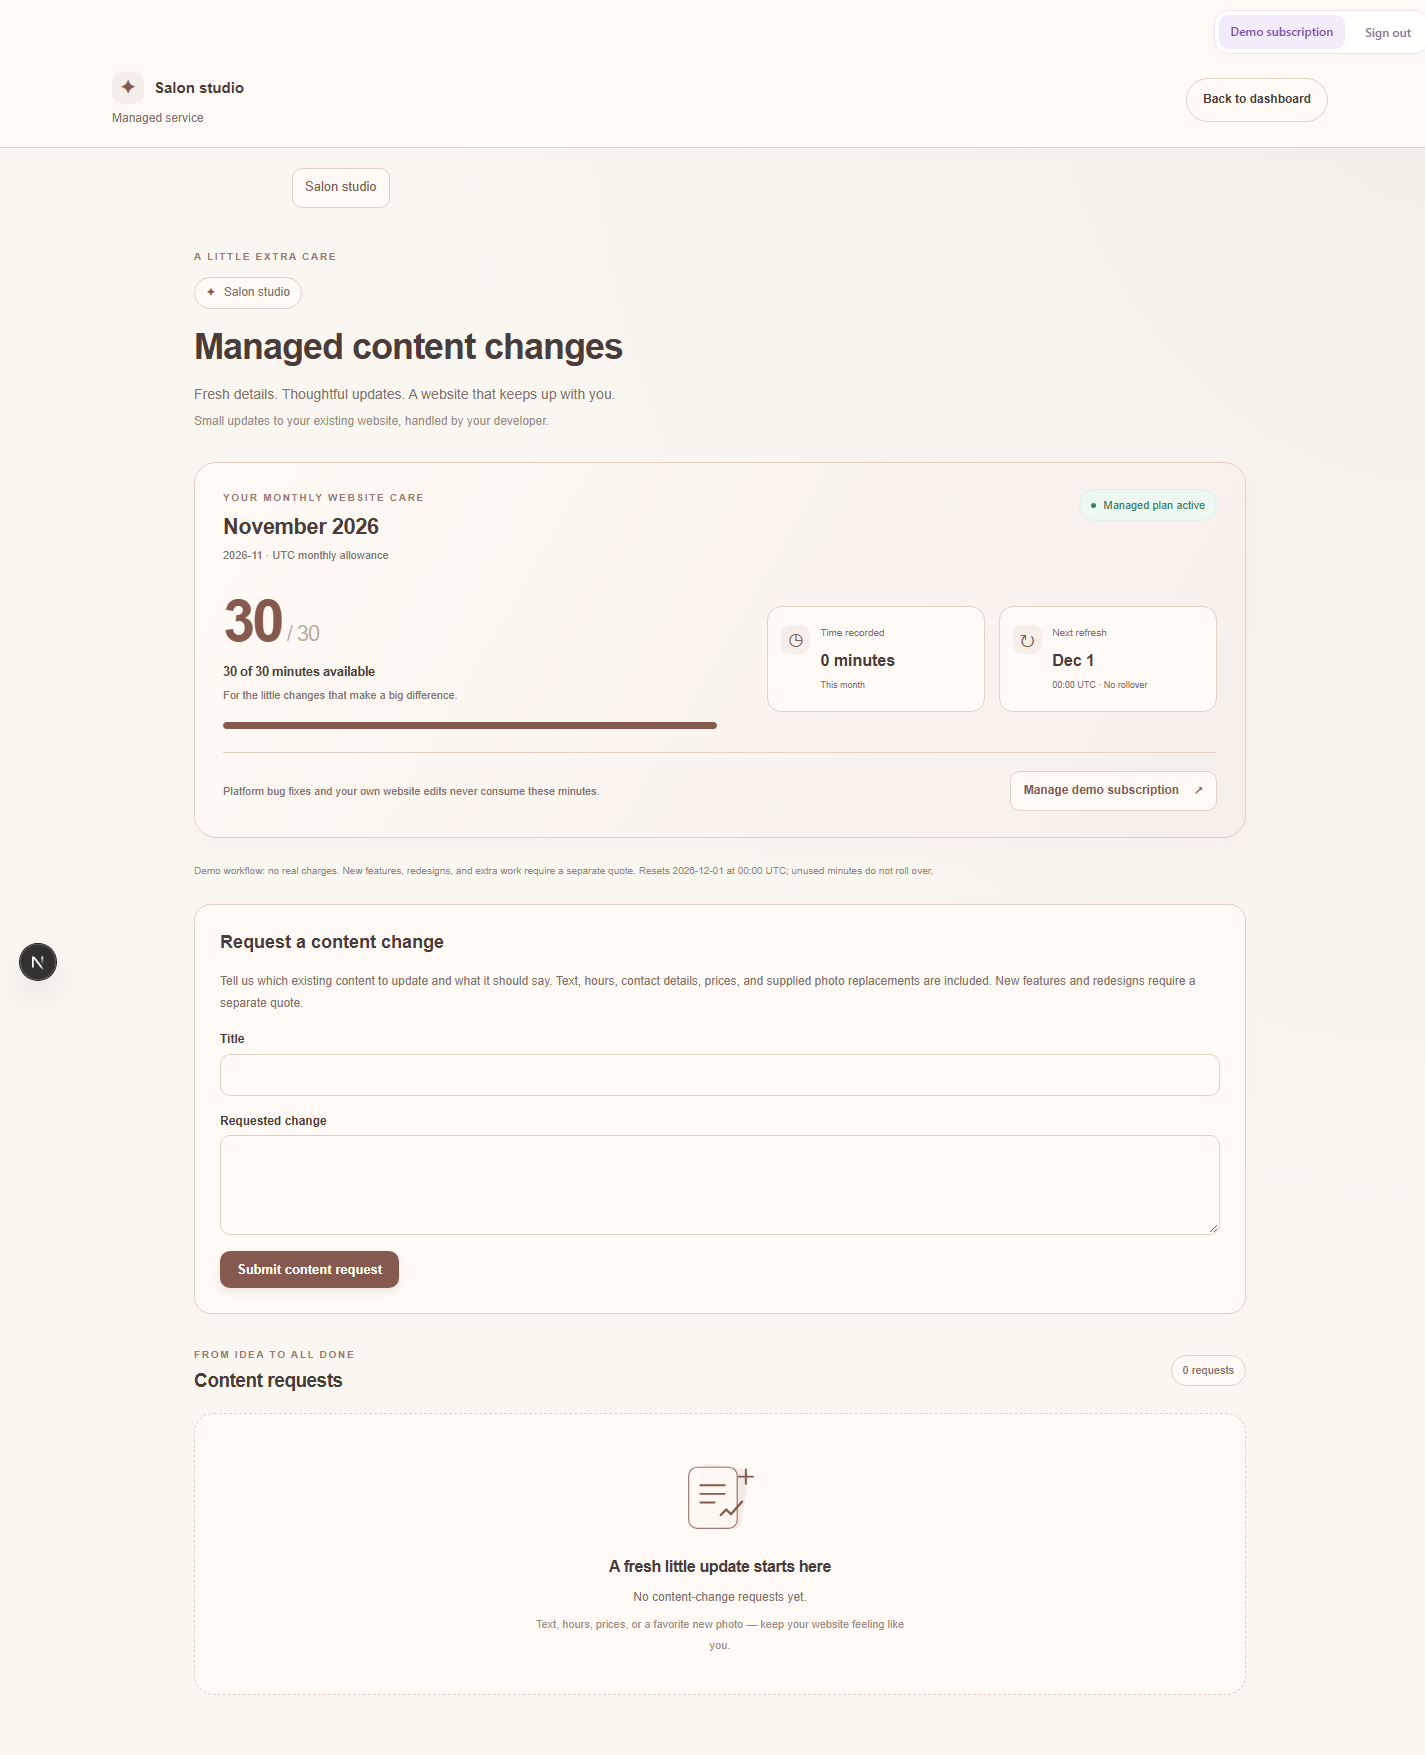 Demo subscription
Sign out
Salon studio
Managed service
Back to dashboard
Salon studio
A LITTLE EXTRA CARE
✦ Salon studio
Managed content changes
Fresh details. Thoughtful updates. A website that keeps up with you.
Small updates to your existing website, handled by your developer.
YOUR MONTHLY WEBSITE CARE
Managed plan active
November 2026
2026-11 · UTC monthly allowance
30 / 30
30 of 30 minutes available
For the little changes that make a big difference.
Time recorded
0 minutes
This month
Next refresh
Dec 1
00:00 UTC · No rollover
Platform bug fixes and your own website edits never consume these minutes.
Manage demo subscription ↗
Demo workflow: no real charges. New features, redesigns, and extra work require a separate quote. Resets 2026-12-01 at 00:00 UTC; unused minutes do not roll over.
Request a content change
Tell us which existing content to update and what it should say. Text, hours, contact details, prices, and supplied photo replacements are included. New features and redesigns require a
separate quote.
Title
Requested change
Submit content request
FROM IDEA TO ALL DONE
Content requests
0 requests
A fresh little update starts here
No content-change requests yet.
Text, hours, prices, or a favorite new photo — keep your website feeling like
you.
N